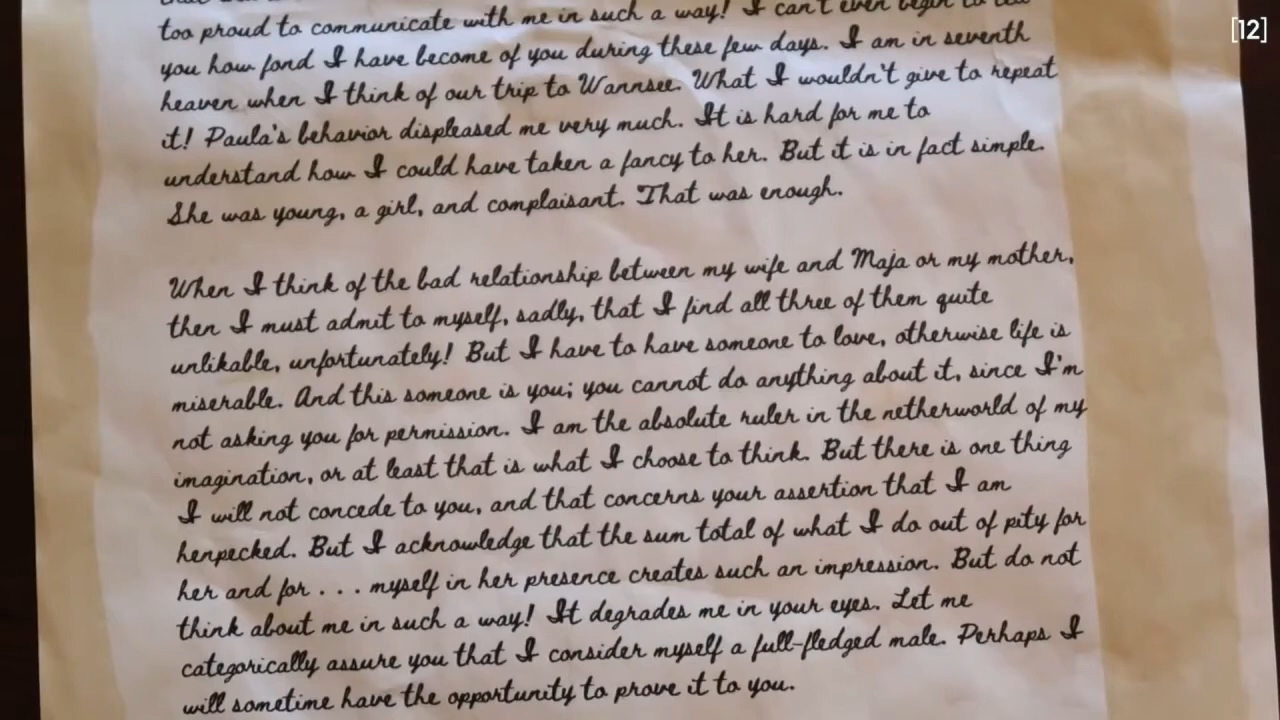 [12]
too proud to communicate with me in such a way! I can't even begin to tell
you how fond I have become of you during these few days. I am in seventh
heaven when I think of our trip to Wannsee. What I wouldn't give to repeat
it! Paula's behavior displeased me very much. It is hard for me to
understand how I could have taken a fancy to her. But it is in fact simple.
She was young, a girl, and complaisant. That was enough.
When I think of the bad relationship between my wife and Maja or my mother,
then I must admit to myself, sadly, that I find all three of them quite
unlikable, unfortunately! But I have to have someone to love, otherwise life is
miserable. And this someone is you; you cannot do anything about it, since I'm
not asking you for permission. I am the absolute ruler in the netherworld of my
imagination, or at least that is what I choose to think. But there is one thing
I will not concede to you, and that concerns your assertion that I am
henpecked. But I acknowledge that the sum total of what I do out of pity for
her and for . . . myself in her presence creates such an impression. But do not
think about me in such a way! It degrades me in your eyes. Let me
categorically assure you that I consider myself a full-fledged male. Perhaps I
will sometime have the opportunity to prove it to you.